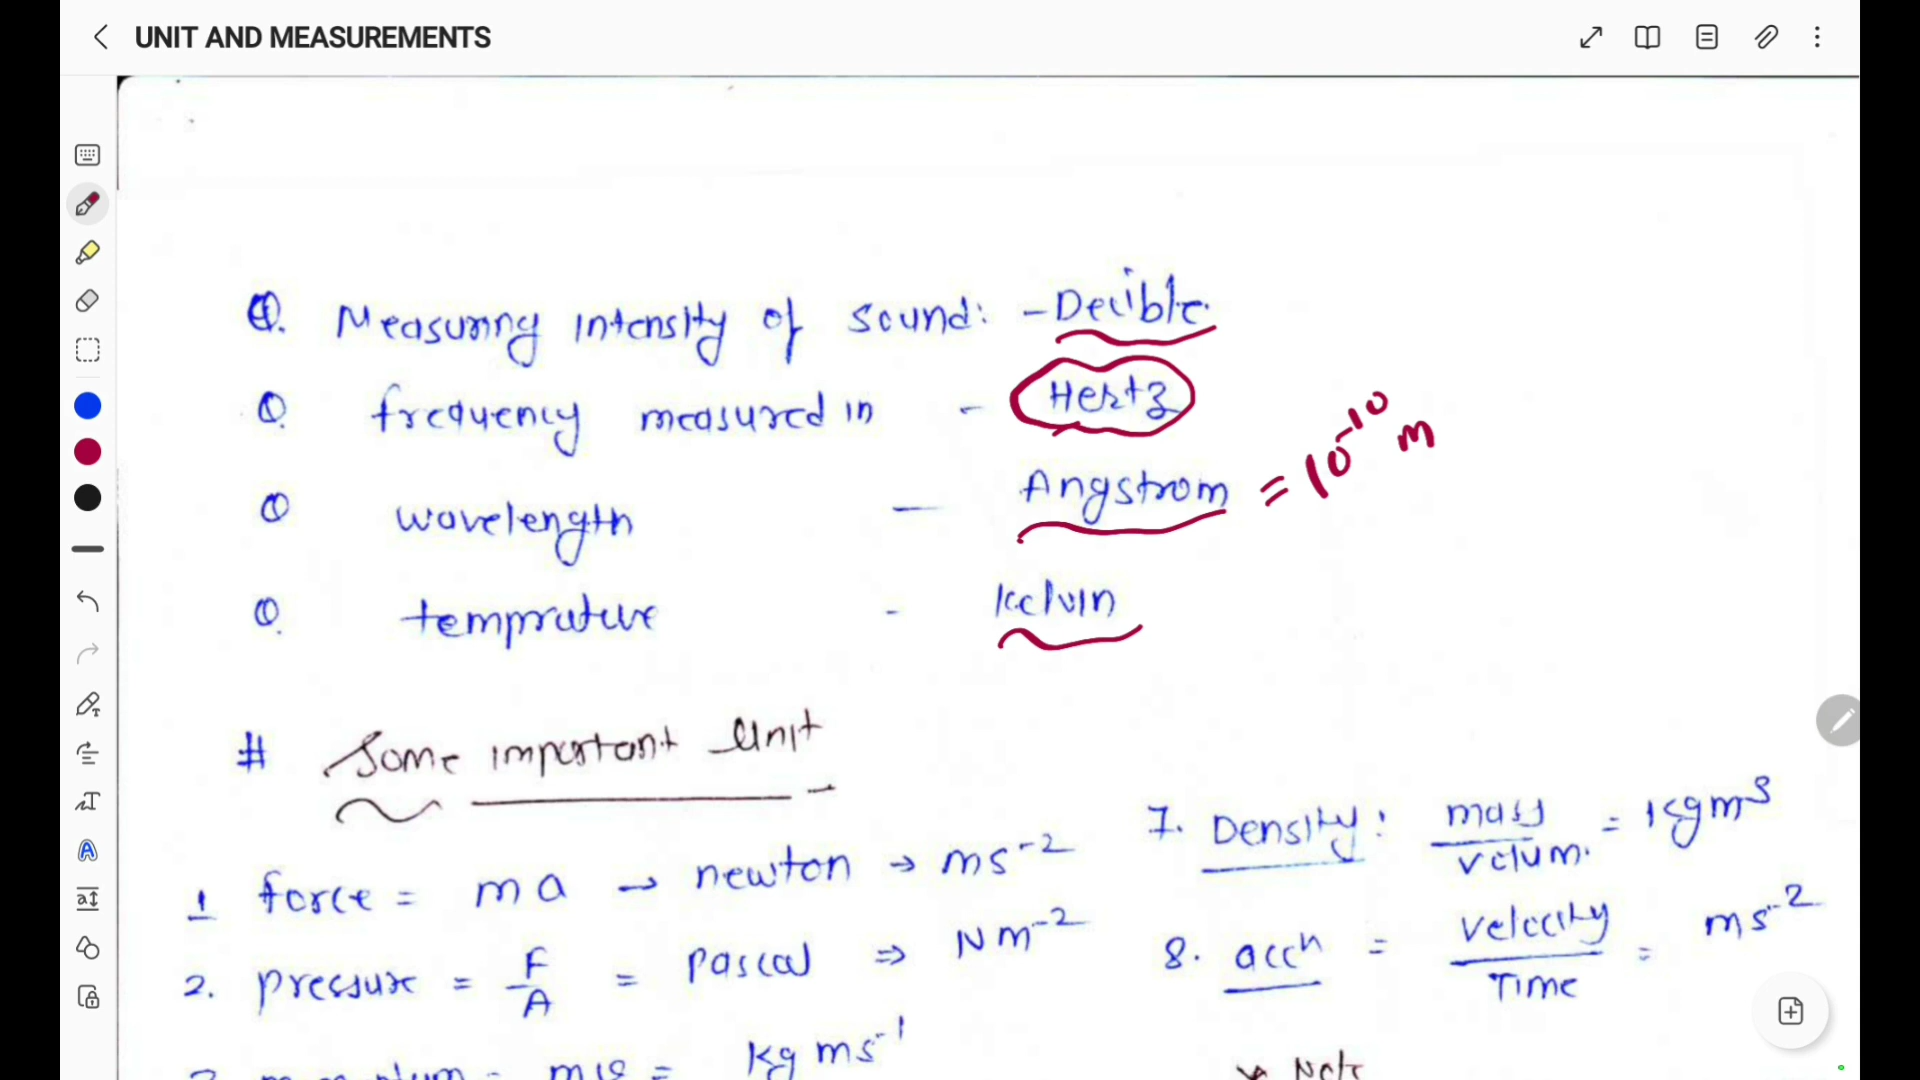 UNIT AND MEASUREMENTS
Q. Measuring intensity of sound: - Decible.
Q. frequency measured in - Hertz
Q wavelength — Angstrom = 10⁻¹⁰ m
Q. temprature - Kelvin
# Some important Unit
1 force = ma → newton → ms⁻²
2. pressure = F/A = pascal ⇒ Nm⁻²
kg ms⁻¹
7. Density: mass/volum. = kgm³
8. accⁿ = velocity/Time = ms⁻²
Note